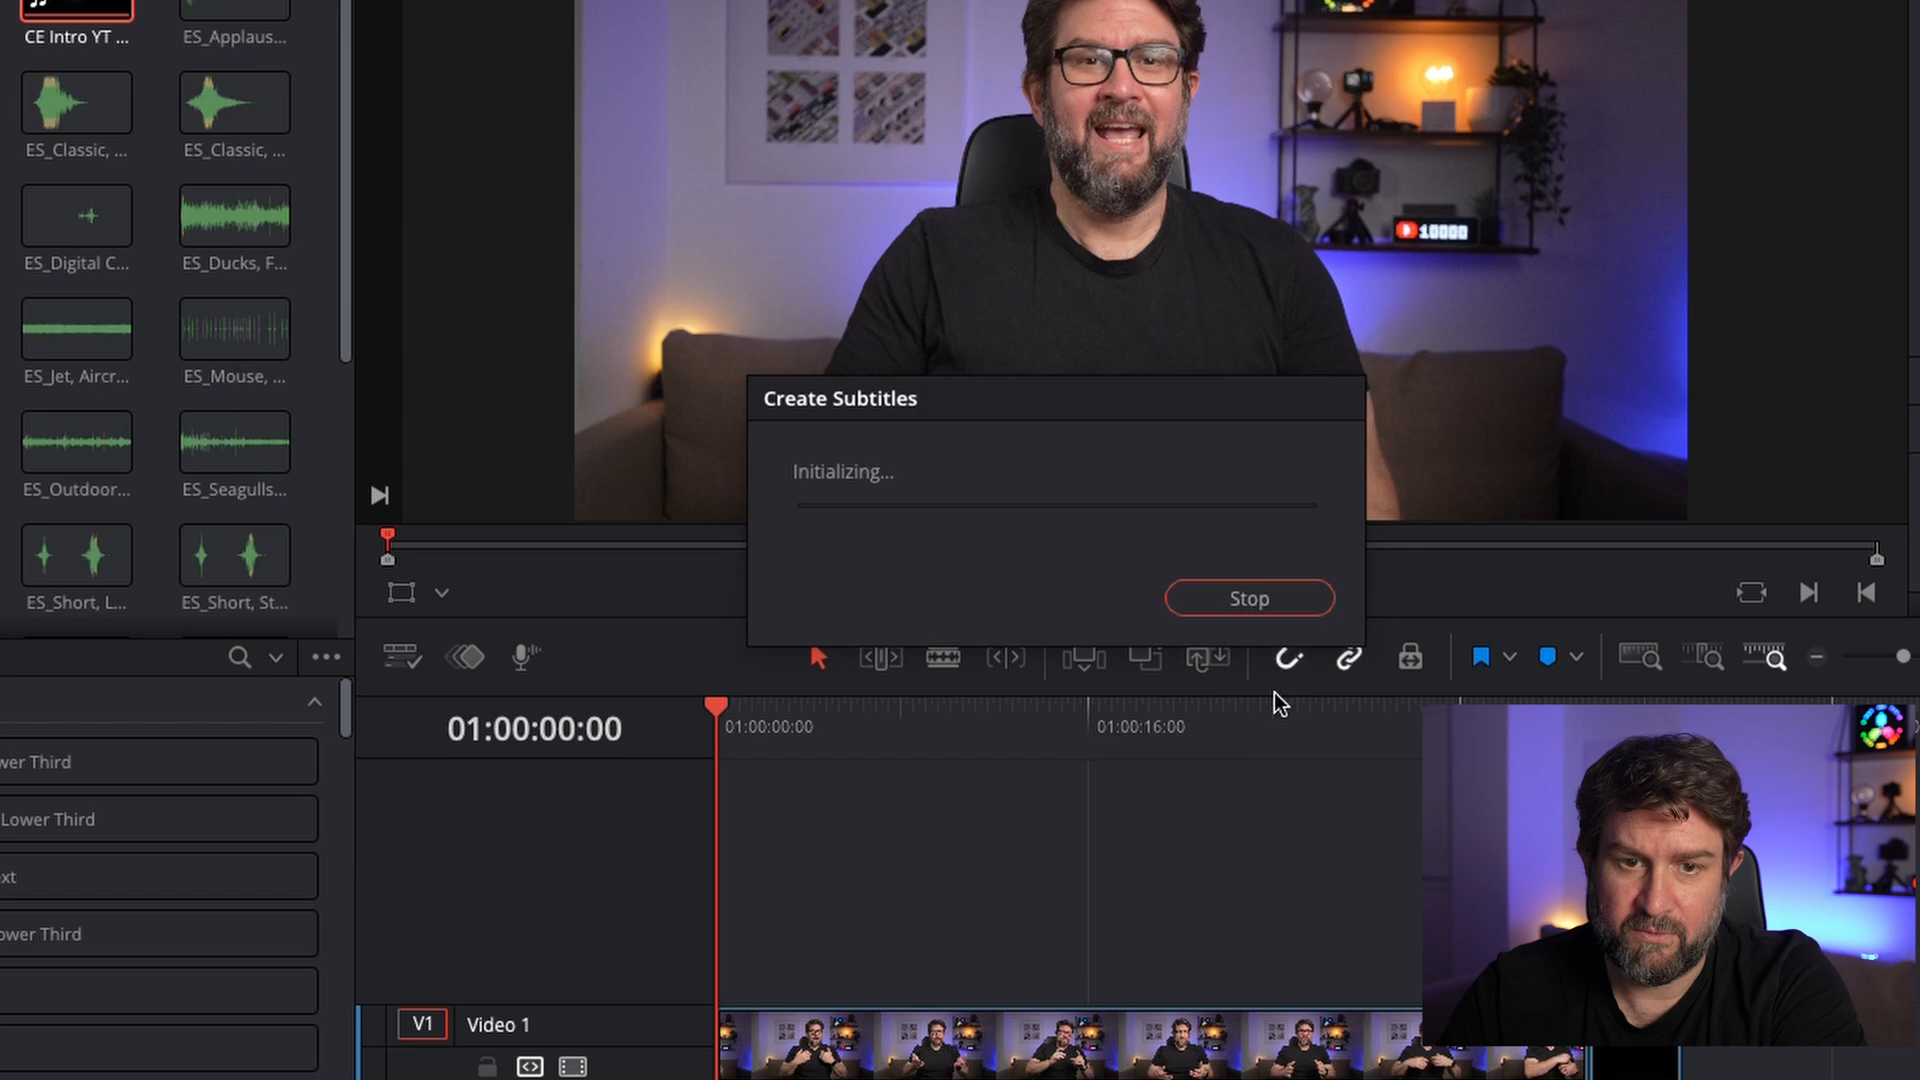 CE Intro YT ...
ES_Applaus...
ES_Classic, ...
ES_Classic, ...
ES_Digital C...
ES_Ducks, F...
ES_Jet, Aircr...
ES_Mouse, ...
ES_Outdoor...
ES_Seagulls...
ES_Short, L...
ES_Short, St...
10000
Create Subtitles
Initializing...
Stop
01:00:00:00
01:00:00:00
01:00:16:00
wer Third
Lower Third
xt
ower Third
V1
Video 1